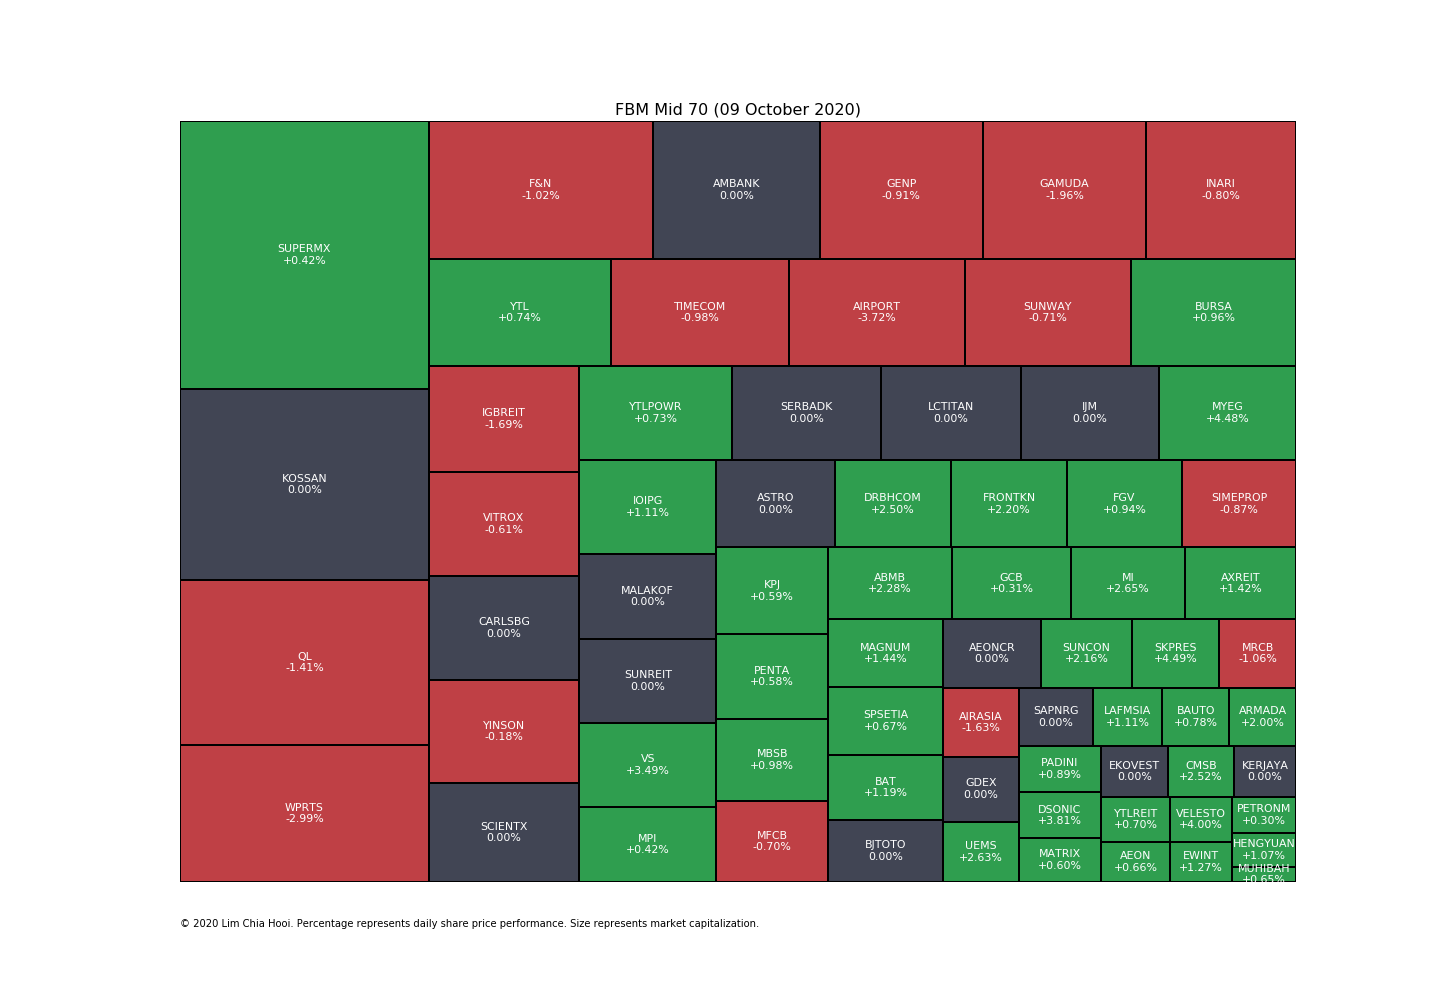 FBM Mid 70 (09 October 2020)
SUPERMX
+0.42%
KOSSAN
0.00%
QL
-1.41%
WPRTS
-2.99%
F&N
-1.02%
AMBANK
0.00%
GENP
-0.91%
GAMUDA
-1.96%
INARI
-0.80%
YTL
+0.74%
TIMECOM
-0.98%
AIRPORT
-3.72%
SUNWAY
-0.71%
BURSA
+0.96%
IGBREIT
-1.69%
VITROX
-0.61%
CARLSBG
0.00%
YINSON
-0.18%
SCIENTX
0.00%
YTLPOWR
+0.73%
SERBADK
0.00%
LCTITAN
0.00%
IJM
0.00%
MYEG
+4.48%
IOIPG
+1.11%
MALAKOF
0.00%
SUNREIT
0.00%
VS
+3.49%
MPI
+0.42%
ASTRO
0.00%
DRBHCOM
+2.50%
FRONTKN
+2.20%
FGV
+0.94%
SIMEPROP
-0.87%
KPJ
+0.59%
PENTA
+0.58%
MBSB
+0.98%
MFCB
-0.70%
ABMB
+2.28%
GCB
+0.31%
MI
+2.65%
AXREIT
+1.42%
MAGNUM
+1.44%
SPSETIA
+0.67%
BAT
+1.19%
BJTOTO
0.00%
AEONCR
0.00%
SUNCON
+2.16%
SKPRES
+4.49%
MRCB
-1.06%
AIRASIA
-1.63%
GDEX
0.00%
UEMS
+2.63%
SAPNRG
0.00%
LAFMSIA
+1.11%
BAUTO
+0.78%
ARMADA
+2.00%
PADINI
+0.89%
DSONIC
+3.81%
MATRIX
+0.60%
EKOVEST
0.00%
CMSB
+2.52%
KERJAYA
0.00%
YTLREIT
+0.70%
AEON
+0.66%
VELESTO
+4.00%
EWINT
+1.27%
PETRONM
+0.30%
HENGYUAN
+1.07%
MUHIBAH
+0.65%
© 2020 Lim Chia Hooi. Percentage represents daily share price performance. Size represents market capitalization.